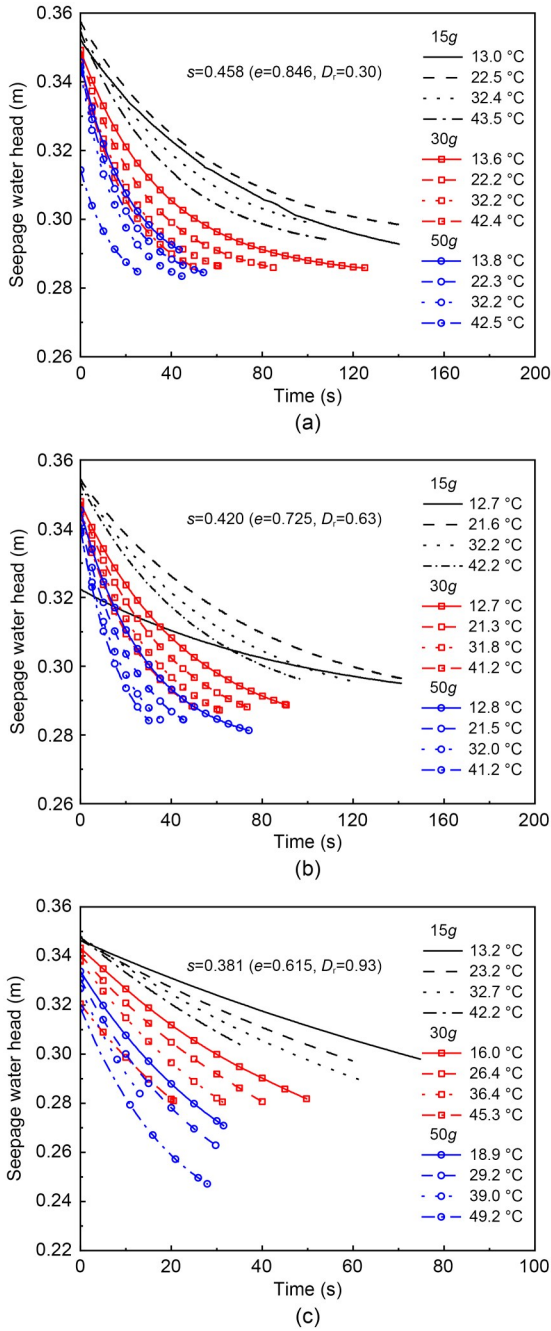 0.36
0.34
0.32
0.30
0.28
0.26
Seepage water head (m)
s=0.458 (e=0.846, Dr=0.30)
15g
13.0 °C
22.5 °C
32.4 °C
43.5 °C
30g
13.6 °C
22.2 °C
32.2 °C
42.4 °C
50g
13.8 °C
22.3 °C
32.2 °C
42.5 °C
0 40 80 120 160 200
Time (s)
(a)
0.36
0.34
0.32
0.30
0.28
0.26
Seepage water head (m)
s=0.420 (e=0.725, Dr=0.63)
15g
12.7 °C
21.6 °C
32.2 °C
42.2 °C
30g
12.7 °C
21.3 °C
31.8 °C
41.2 °C
50g
12.8 °C
21.5 °C
32.0 °C
41.2 °C
0 40 80 120 160 200
Time (s)
(b)
0.36
0.34
0.32
0.30
0.28
0.26
0.24
0.22
Seepage water head (m)
s=0.381 (e=0.615, Dr=0.93)
15g
13.2 °C
23.2 °C
32.7 °C
42.2 °C
30g
16.0 °C
26.4 °C
36.4 °C
45.3 °C
50g
18.9 °C
29.2 °C
39.0 °C
49.2 °C
0 20 40 60 80 100
Time (s)
(c)